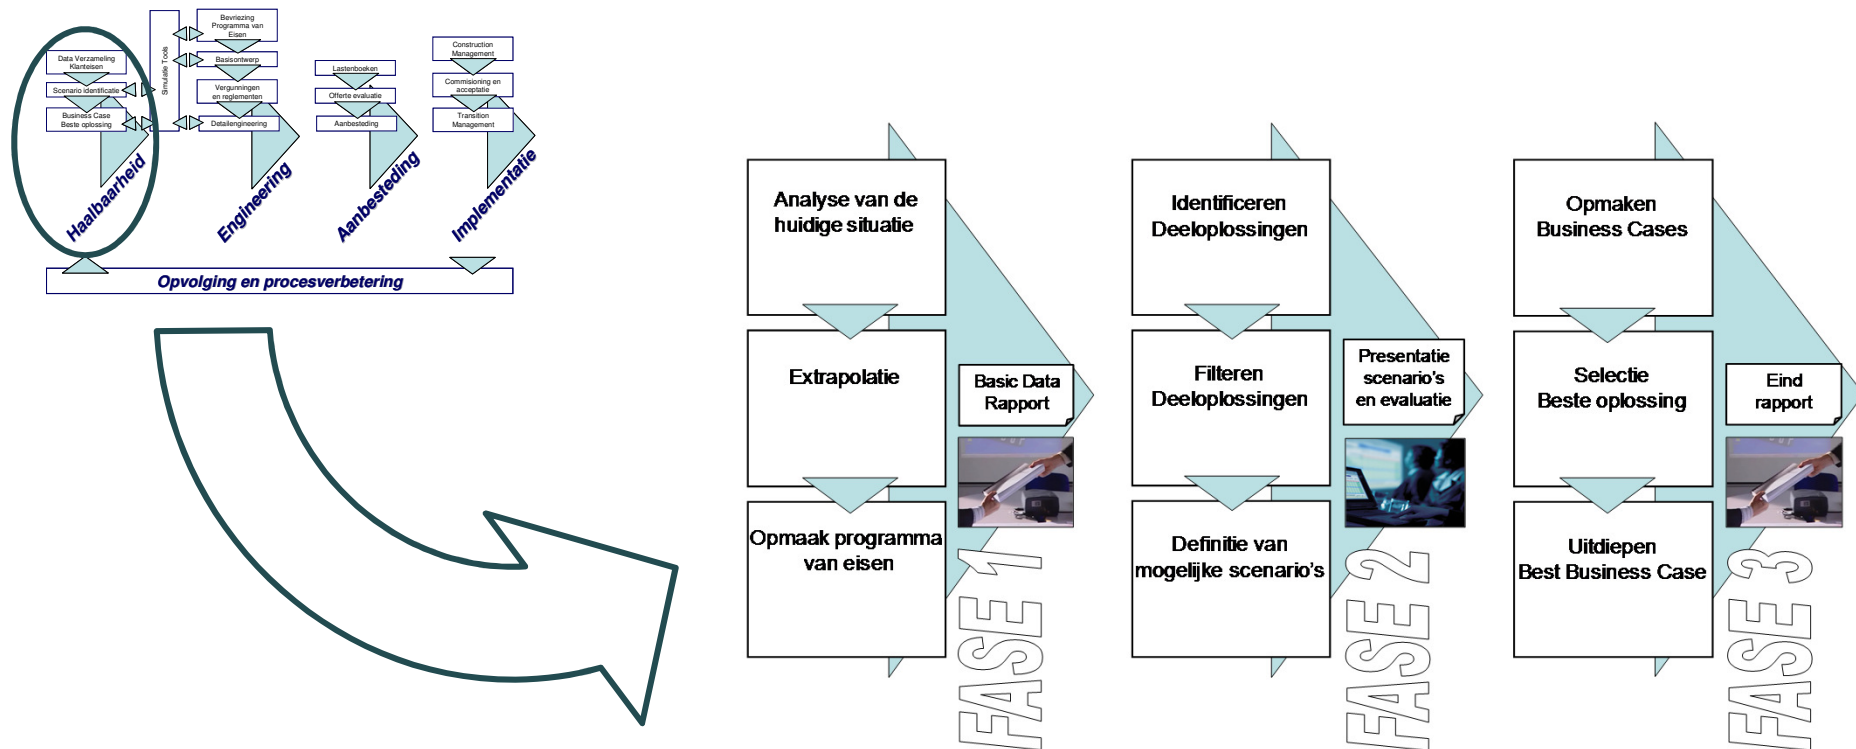 Data Verzameling
Klanteisen
Scenario identificatie
Business Case
Beste oplossing
Haalbaarheid
Simulatie Tools
Bevriezing
Programma van
Eisen
Basisontwerp
Vergunningen
en reglementen
Detailengineering
Engineering
Lastenboeken
Offerte evaluatie
Aanbesteding
Aanbesteding
Construction
Management
Commisioning en
acceptatie
Transition
Management
Implementatie
Opvolging en procesverbetering
Analyse van de
huidige situatie
Extrapolatie
Opmaak programma
van eisen
Basic Data
Rapport
FASE 1
Identificeren
Deeloplossingen
Filteren
Deeloplossingen
Definitie van
mogelijke scenario's
Presentatie
scenario's
en evaluatie
FASE 2
Opmaken
Business Cases
Selectie
Beste oplossing
Uitdiepen
Best Business Case
Eind
rapport
FASE 3